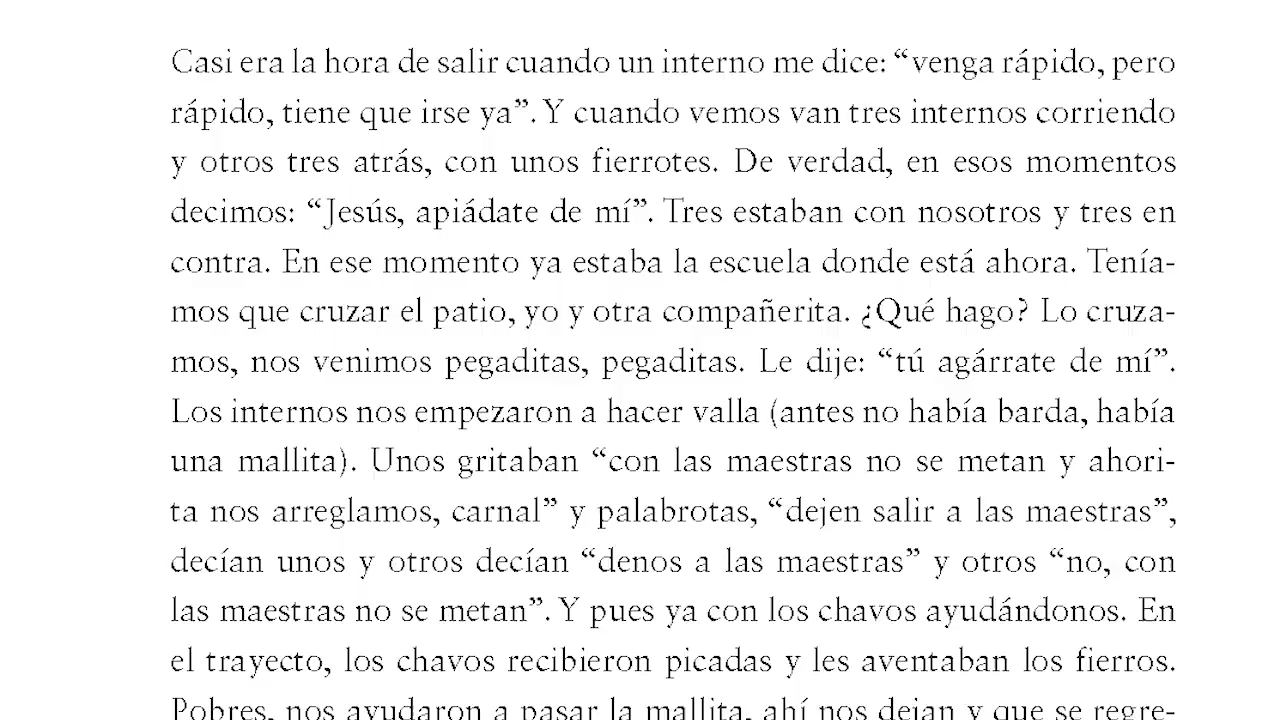 Casi era la hora de salir cuando un interno me dice: “venga rápido, pero
rápido, tiene que irse ya”. Y cuando vemos van tres internos corriendo
y otros tres atrás, con unos fierrotes. De verdad, en esos momentos
decimos: “Jesús, apiádate de mí”. Tres estaban con nosotros y tres en
contra. En ese momento ya estaba la escuela donde está ahora. Tenía-
mos que cruzar el patio, yo y otra compañerita. ¿Qué hago? Lo cruza-
mos, nos venimos pegaditas, pegaditas. Le dije: “tú agárrate de mí”.
Los internos nos empezaron a hacer valla (antes no había barda, había
una mallita). Unos gritaban “con las maestras no se metan y ahori-
ta nos arreglamos, carnal” y palabrotas, “dejen salir a las maestras”,
decían unos y otros decían “denos a las maestras” y otros “no, con
las maestras no se metan”. Y pues ya con los chavos ayudándonos. En
el trayecto, los chavos recibieron picadas y les aventaban los fierros.
Pobres, nos ayudaron a pasar la mallita, ahí nos dejan y que se regre-